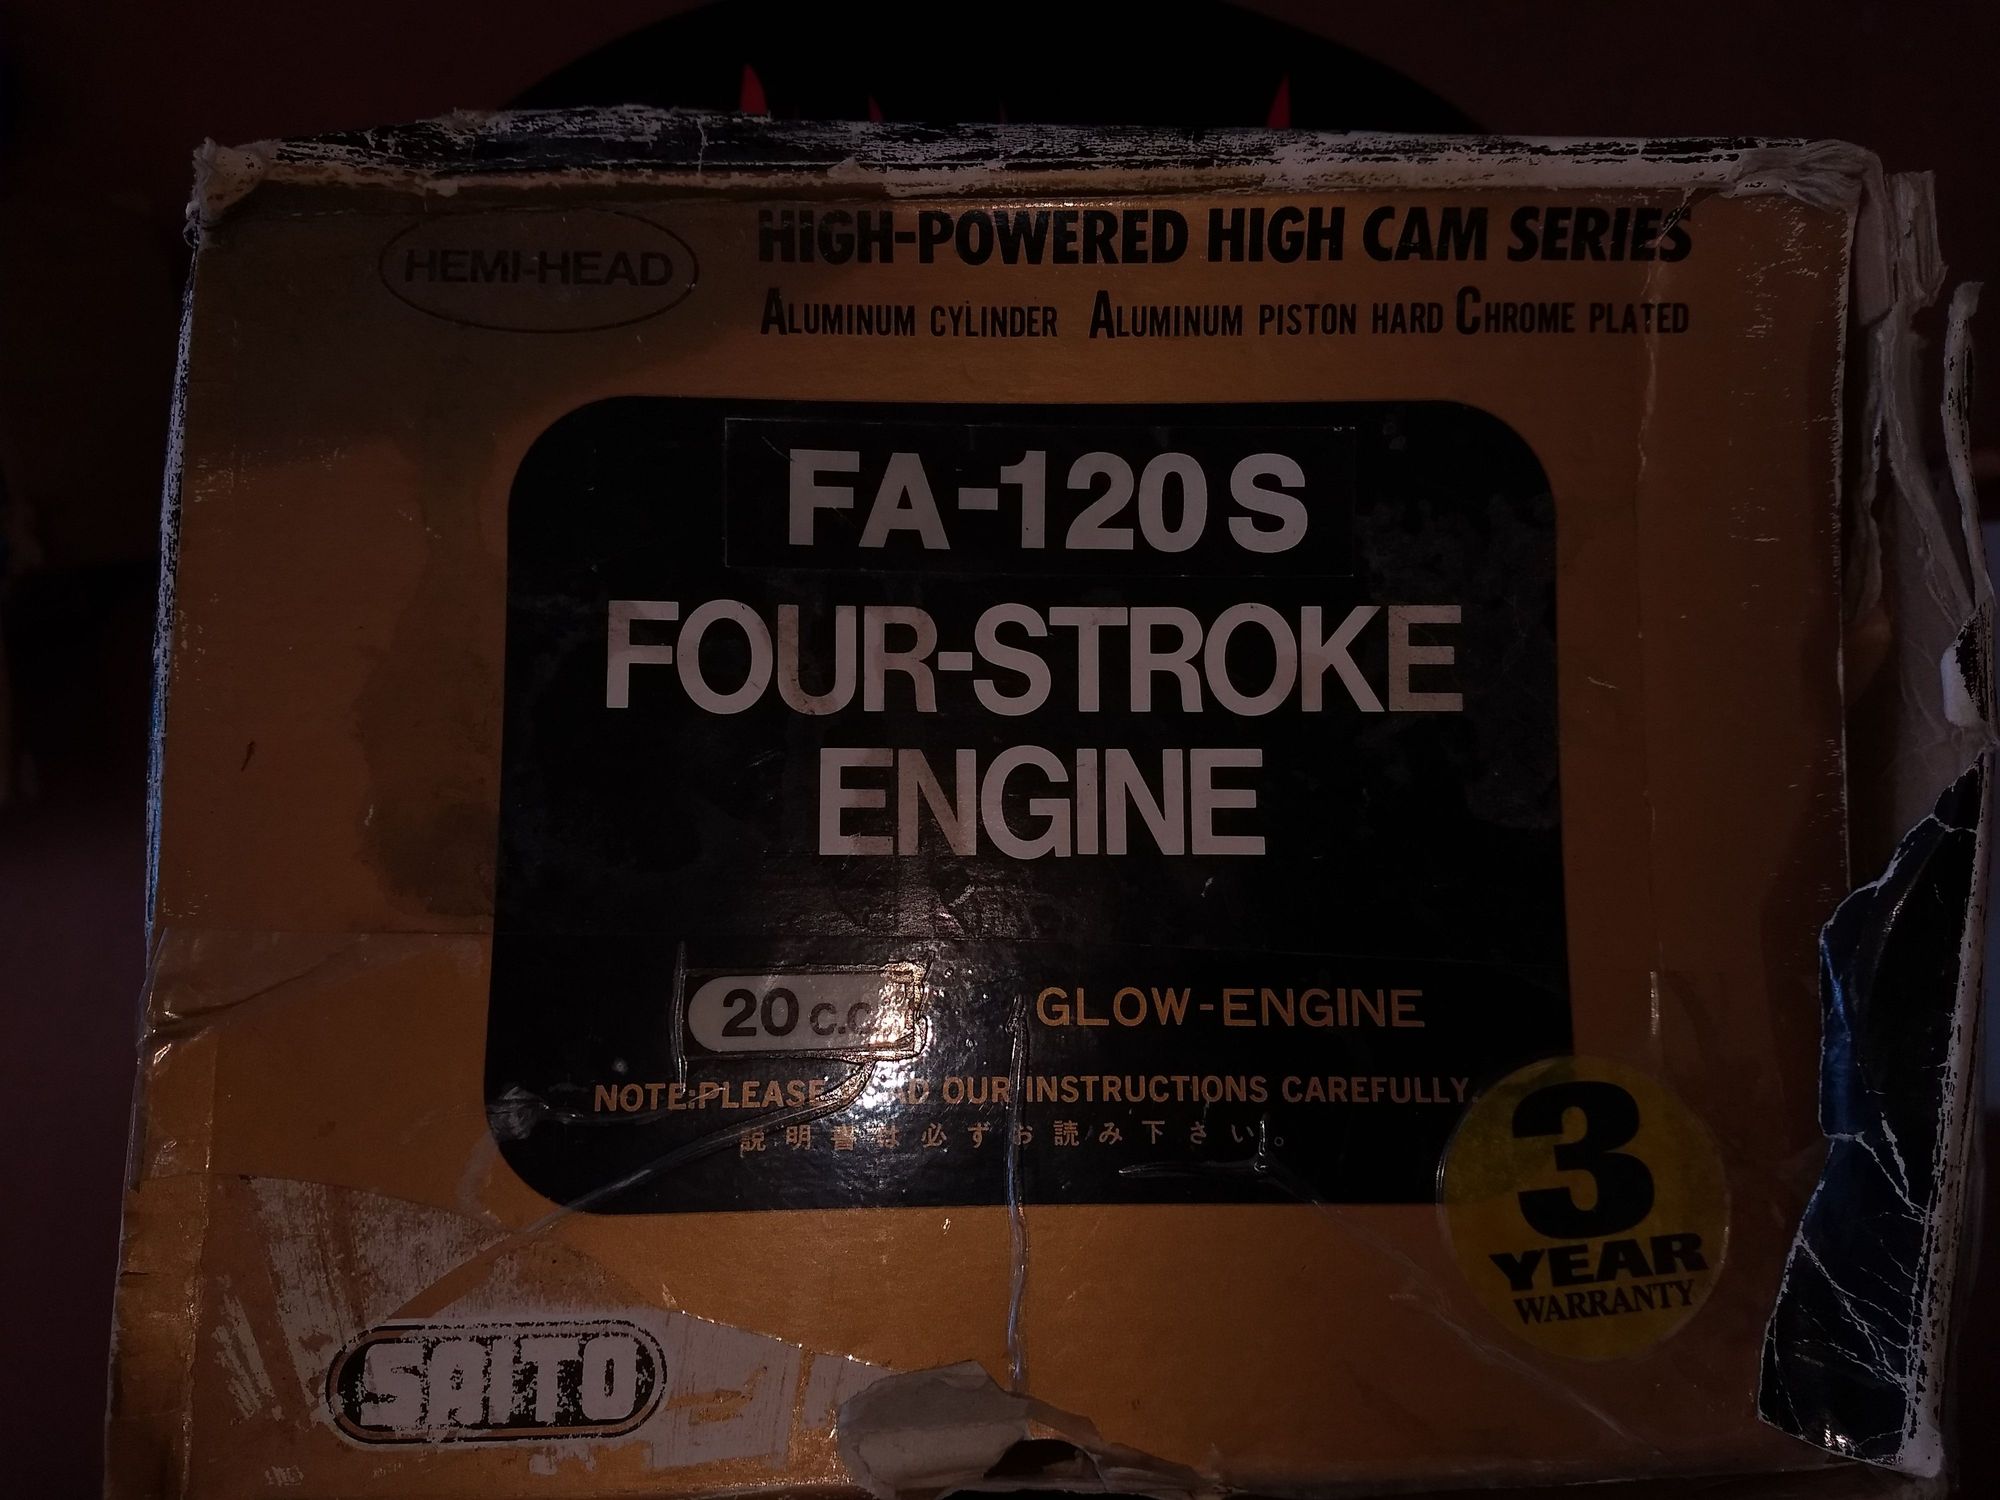 HEMI-HEAD
HIGH-POWERED HIGH CAM SERIES
ALUMINUM CYLINDER ALUMINUM PISTON HARD CHROME PLATED
FA-120S
FOUR-STROKE
ENGINE
20 c.c.
GLOW-ENGINE
NOTE:PLEASE OUR INSTRUCTIONS CAREFULLY.
説明書は必ずお読み下さい。
3
YEAR
WARRANTY
SAITO